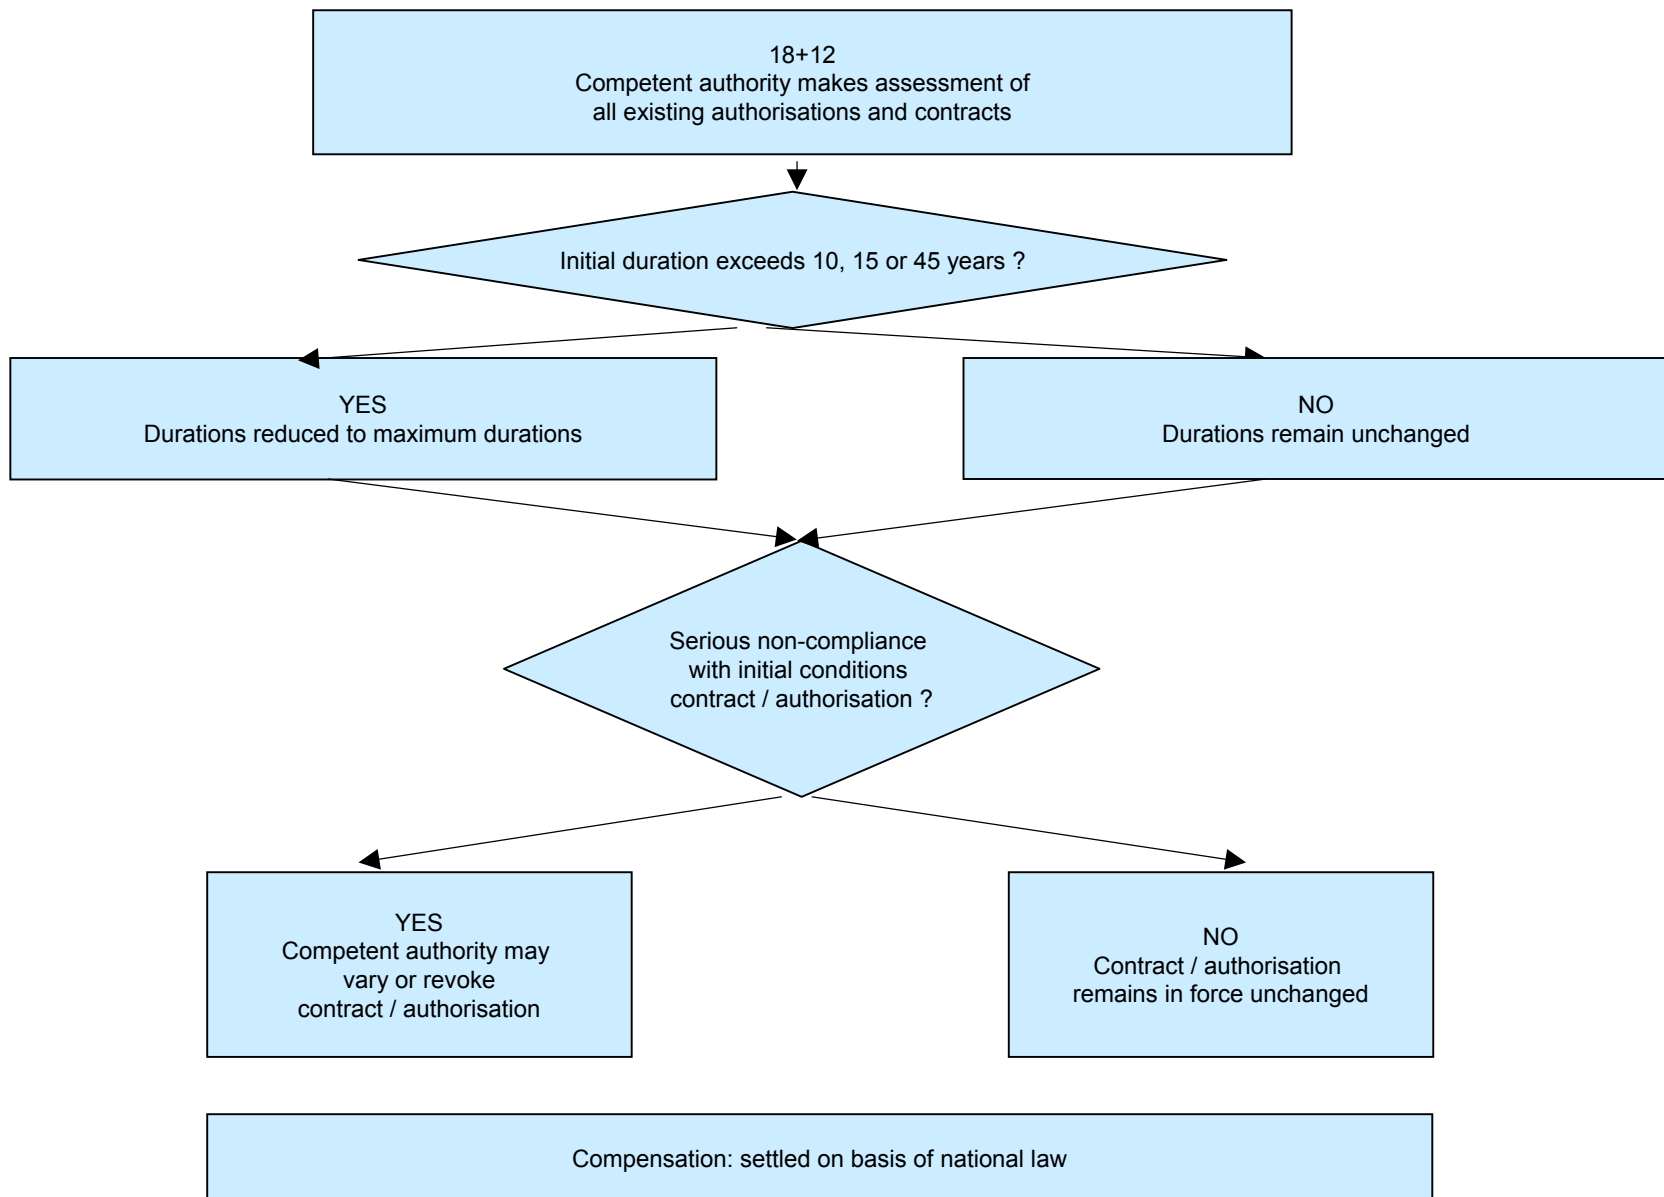 18+12
Competent authority makes assessment of
all existing authorisations and contracts
Initial duration exceeds 10, 15 or 45 years ?
YES
Durations reduced to maximum durations
NO
Durations remain unchanged
Serious non-compliance
with initial conditions
contract / authorisation ?
YES
Competent authority may
vary or revoke
contract / authorisation
NO
Contract / authorisation
remains in force unchanged
Compensation: settled on basis of national law